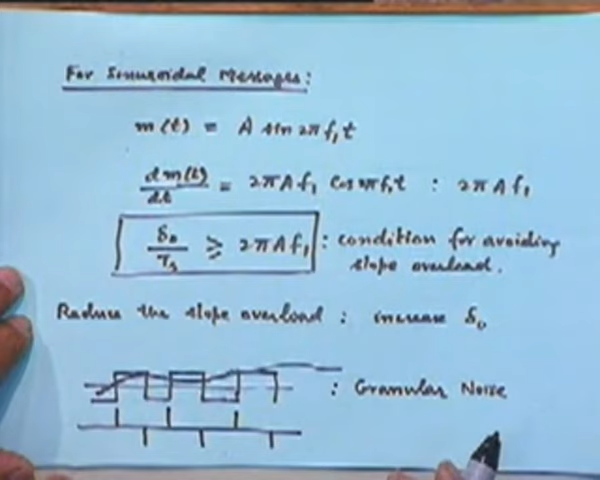 For Sinusoidal Messages:
m(t) = A sin 2πf₁t
dm(t)/dt = 2πAf₁ cos 2πf₁t : 2πAf₁
δ₀/Tₛ ≥ 2πAf₁ : condition for avoiding
slope overload.
Reduce the slope overload : increase δ₀
: Granular Noise